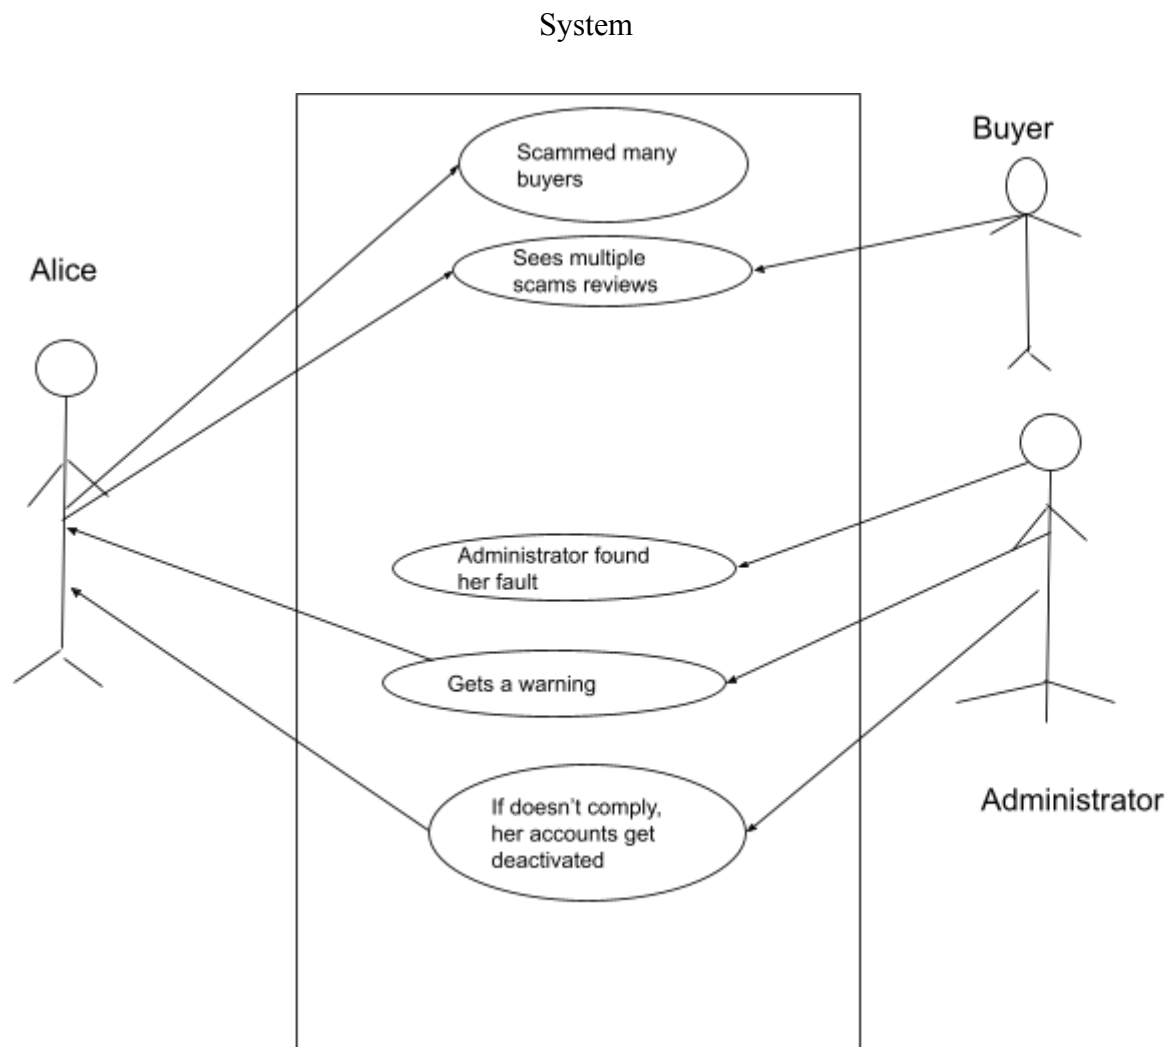 System
Buyer
Scammed many
buyers
Alice
Sees multiple
scams reviews
Administrator found
her fault
Gets a warning
Administrator
If doesn’t comply,
her accounts get
deactivated